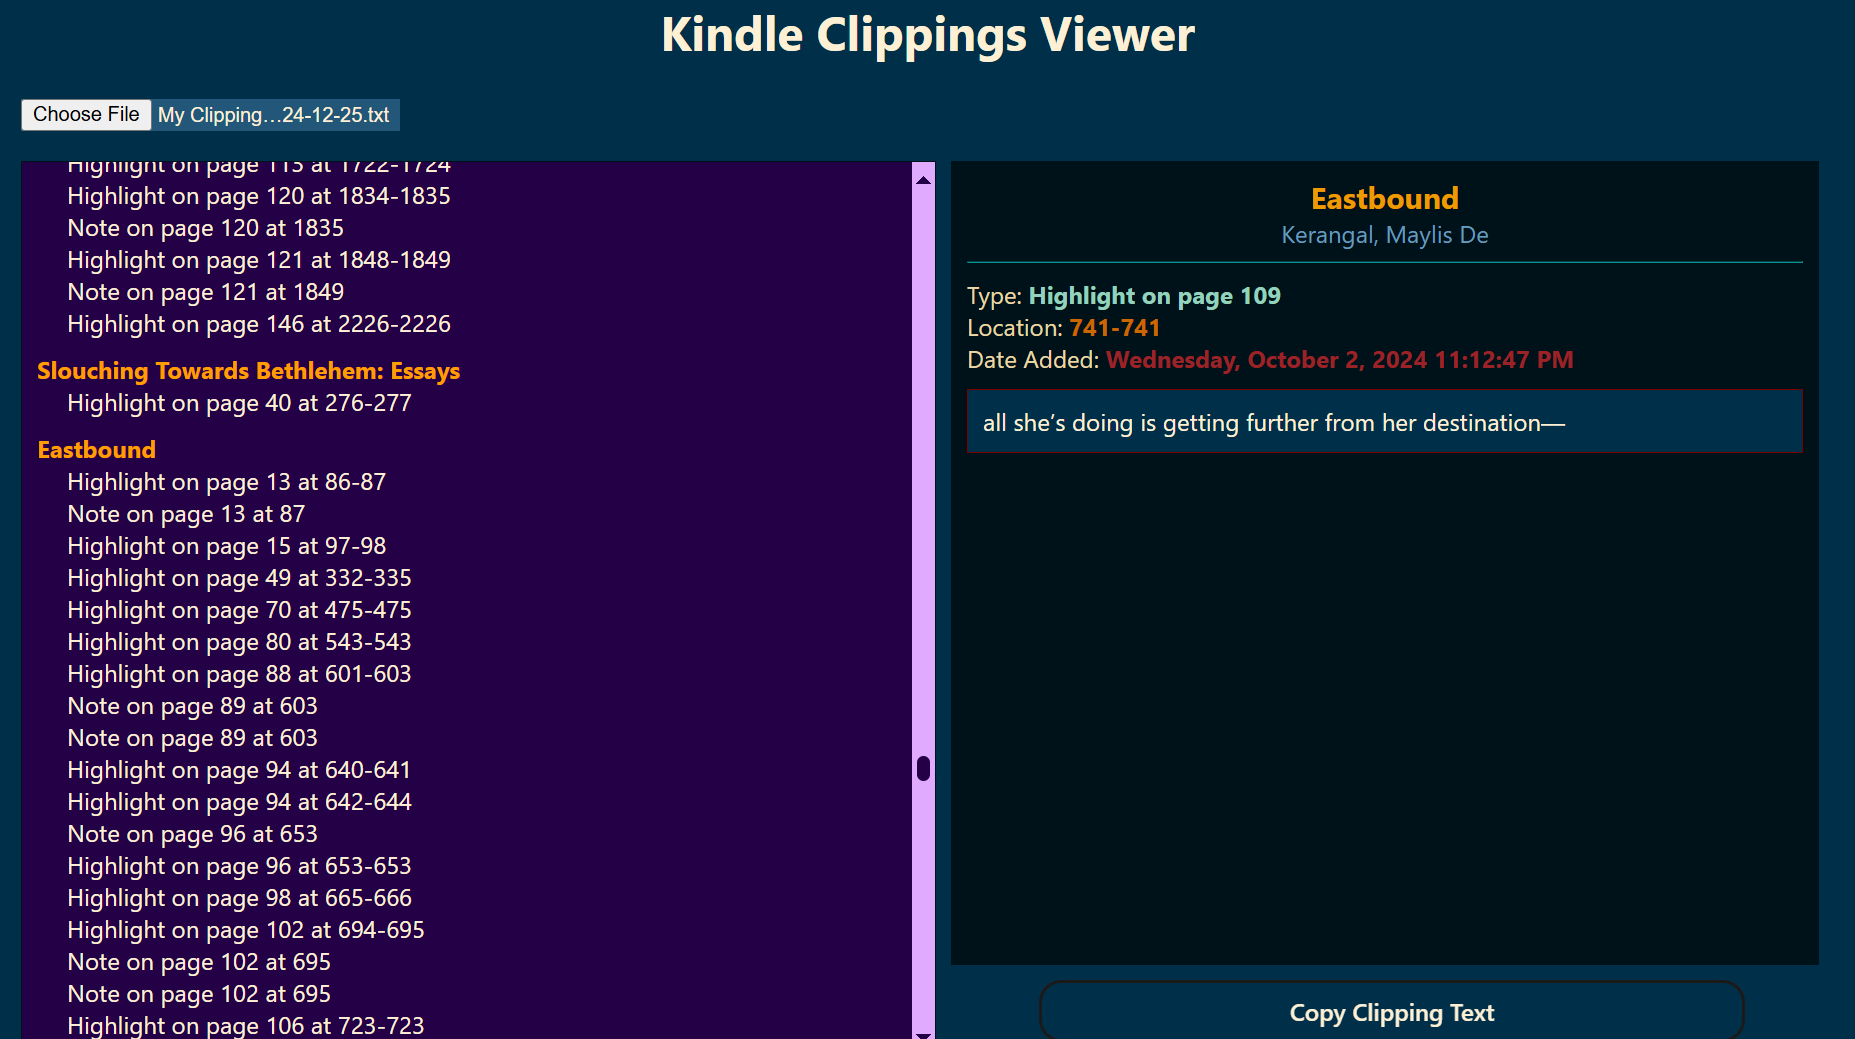 Kindle Clippings Viewer
Choose File My Clipping...24-12-25.txt
Highlight on page 113 at 1722-1724
Highlight on page 120 at 1834-1835
Note on page 120 at 1835
Highlight on page 121 at 1848-1849
Note on page 121 at 1849
Highlight on page 146 at 2226-2226
Slouching Towards Bethlehem: Essays
Highlight on page 40 at 276-277
Eastbound
Highlight on page 13 at 86-87
Note on page 13 at 87
Highlight on page 15 at 97-98
Highlight on page 49 at 332-335
Highlight on page 70 at 475-475
Highlight on page 80 at 543-543
Highlight on page 88 at 601-603
Note on page 89 at 603
Note on page 89 at 603
Highlight on page 94 at 640-641
Highlight on page 94 at 642-644
Note on page 96 at 653
Highlight on page 96 at 653-653
Highlight on page 98 at 665-666
Highlight on page 102 at 694-695
Note on page 102 at 695
Note on page 102 at 695
Highlight on page 106 at 723-723
Eastbound
Kerangal, Maylis De
Type: Highlight on page 109
Location: 741-741
Date Added: Wednesday, October 2, 2024 11:12:47 PM
all she’s doing is getting further from her destination—
Copy Clipping Text